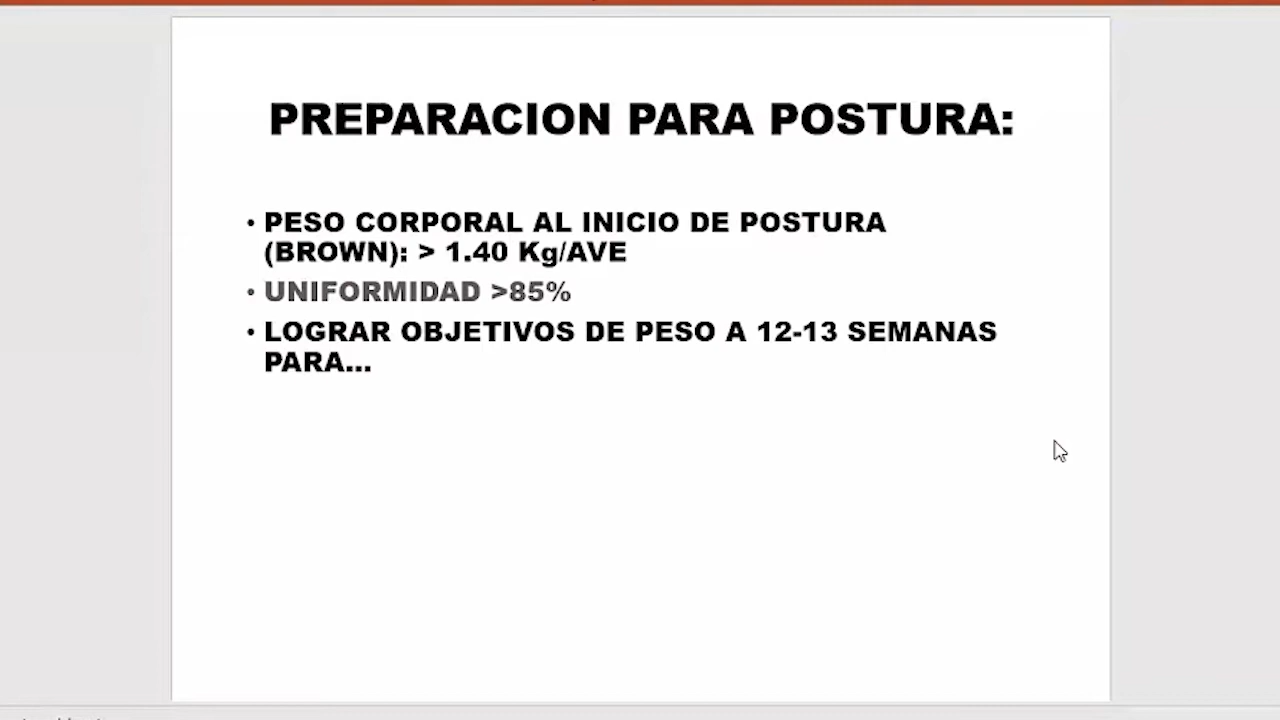 PREPARACION PARA POSTURA:
• PESO CORPORAL AL INICIO DE POSTURA
(BROWN): > 1.40 Kg/AVE
• UNIFORMIDAD >85%
• LOGRAR OBJETIVOS DE PESO A 12-13 SEMANAS
PARA...